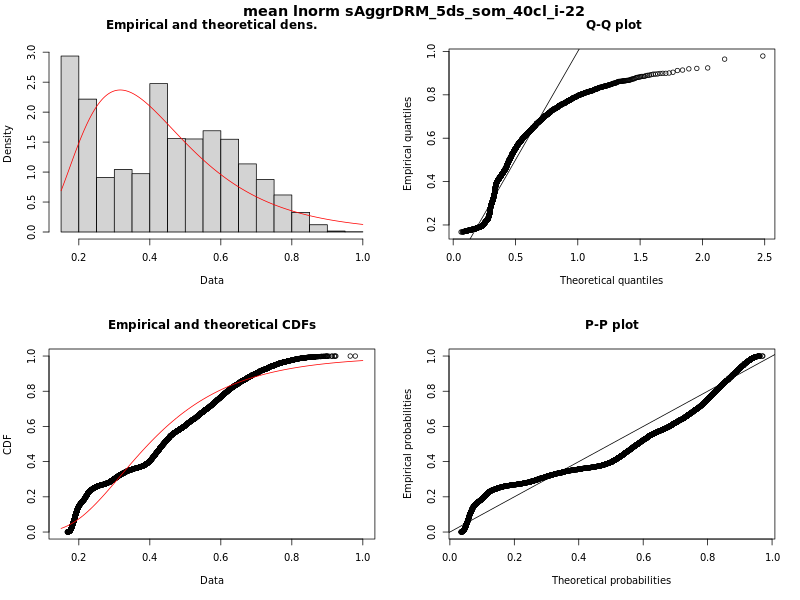 mean lnorm sAggrDRM_5ds_som_40cl_i-22
Empirical and theoretical dens.
Density
0.0 0.5 1.0 1.5 2.0 2.5 3.0
0.2 0.4 0.6 0.8 1.0
Data
Q-Q plot
Empirical quantiles
0.2 0.4 0.6 0.8 1.0
0.0 0.5 1.0 1.5 2.0 2.5
Theoretical quantiles
Empirical and theoretical CDFs
CDF
0.0 0.2 0.4 0.6 0.8 1.0
0.2 0.4 0.6 0.8 1.0
Data
P-P plot
Empirical probabilities
0.0 0.2 0.4 0.6 0.8 1.0
0.0 0.2 0.4 0.6 0.8 1.0
Theoretical probabilities